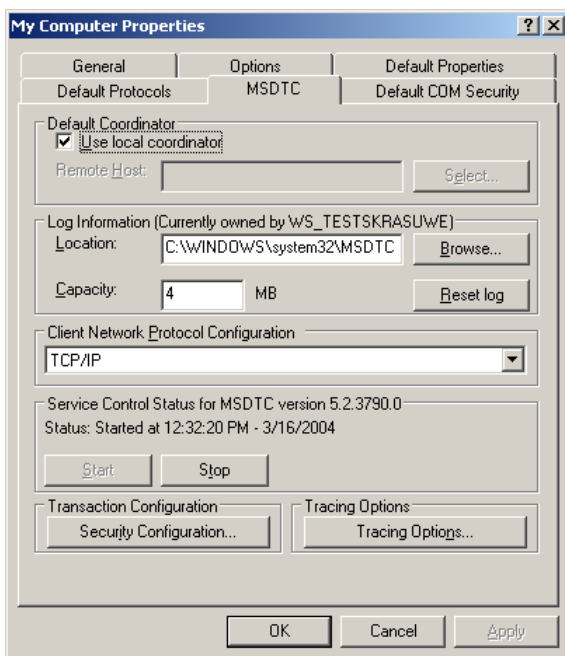 My Computer Properties
General Options Default Properties
Default Protocols MSDTC Default COM Security
Default Coordinator
Use local coordinator
Remote Host: Select...
Log Information (Currently owned by WS_TESTSKRASUWE)
Location: C:\WINDOWS\system32\MSDTC Browse...
Capacity: 4 MB Reset log
Client Network Protocol Configuration
TCP/IP
Service Control Status for MSDTC version 5.2.3790.0
Status: Started at 12:32:20 PM - 3/16/2004
Start Stop
Transaction Configuration Tracing Options
Security Configuration... Tracing Options...
OK Cancel Apply